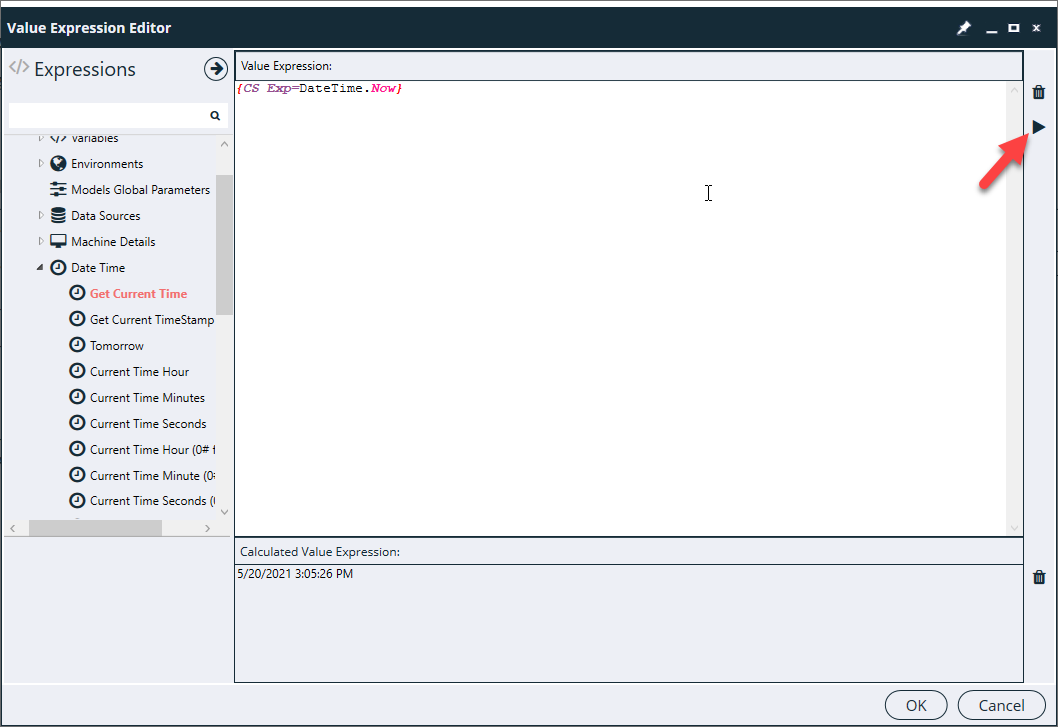 Value Expression Editor
</> Expressions
Value Expression:
{CS Exp=DateTime.Now}
</> Variables
Environments
Models Global Parameters
Data Sources
Machine Details
Date Time
Get Current Time
Get Current TimeStamp
Tomorrow
Current Time Hour
Current Time Minutes
Current Time Seconds
Current Time Hour (0# f
Current Time Minute (0#
Current Time Seconds (
Calculated Value Expression:
5/20/2021 3:05:26 PM
OK
Cancel